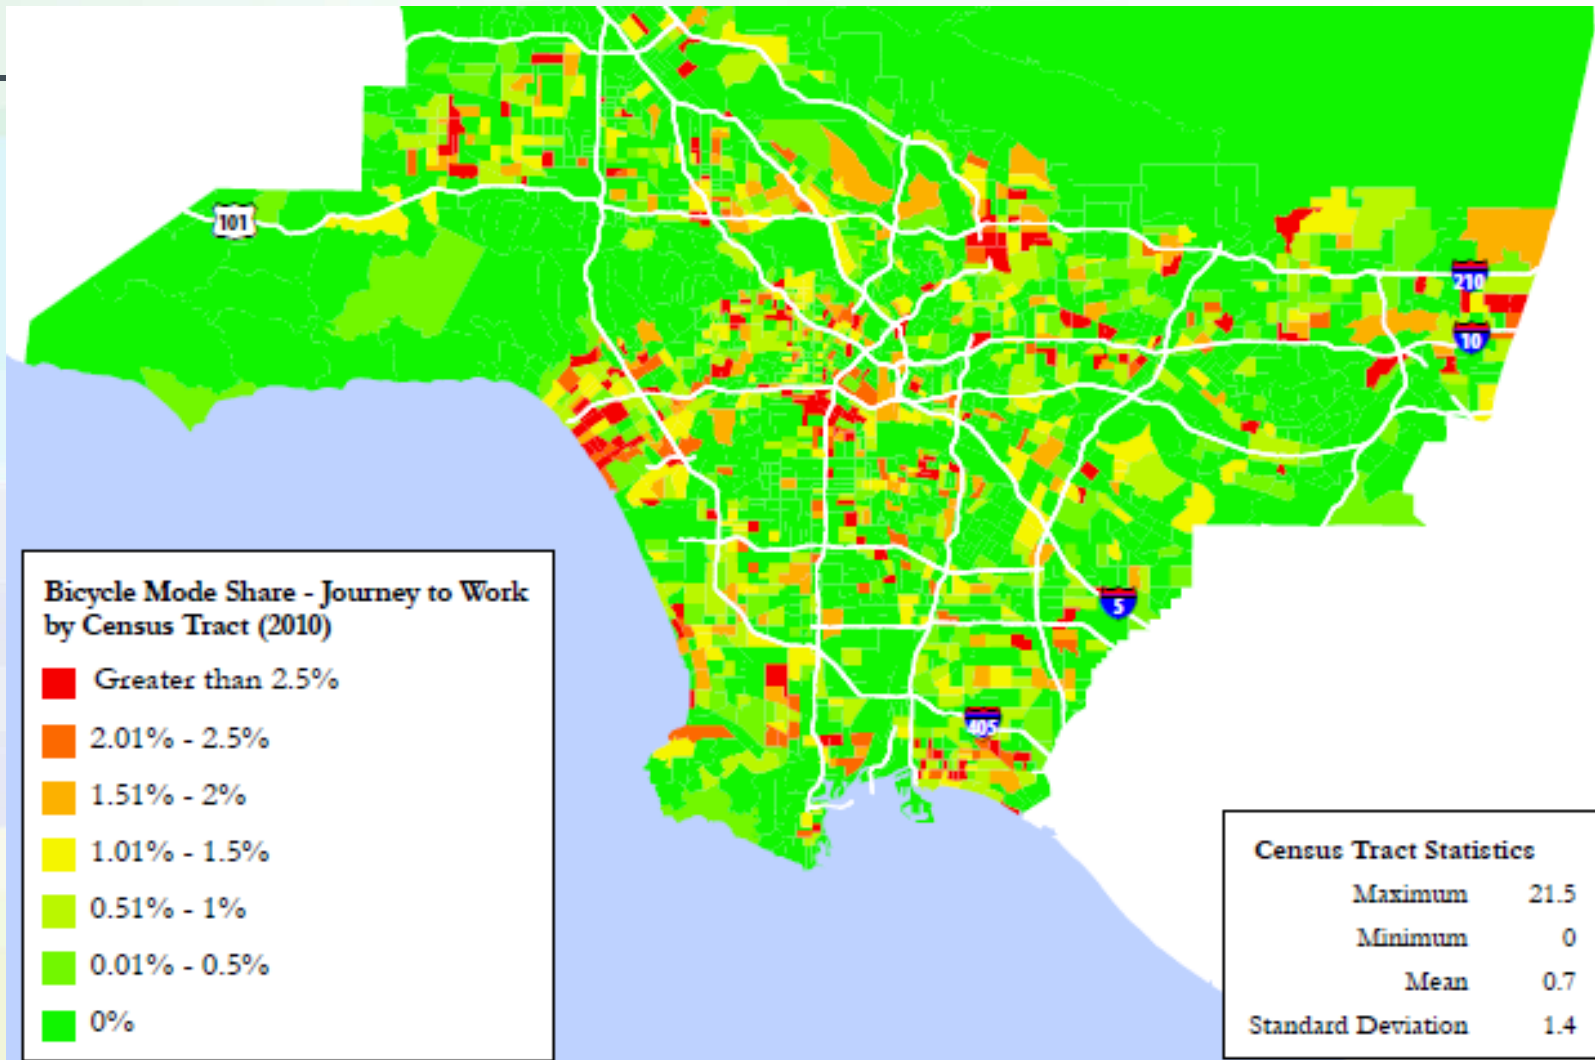 101
210
10
5
405
Bicycle Mode Share - Journey to Work
by Census Tract (2010)
Greater than 2.5%
2.01% - 2.5%
1.51% - 2%
1.01% - 1.5%
0.51% - 1%
0.01% - 0.5%
0%
Census Tract Statistics
Maximum 21.5
Minimum 0
Mean 0.7
Standard Deviation 1.4